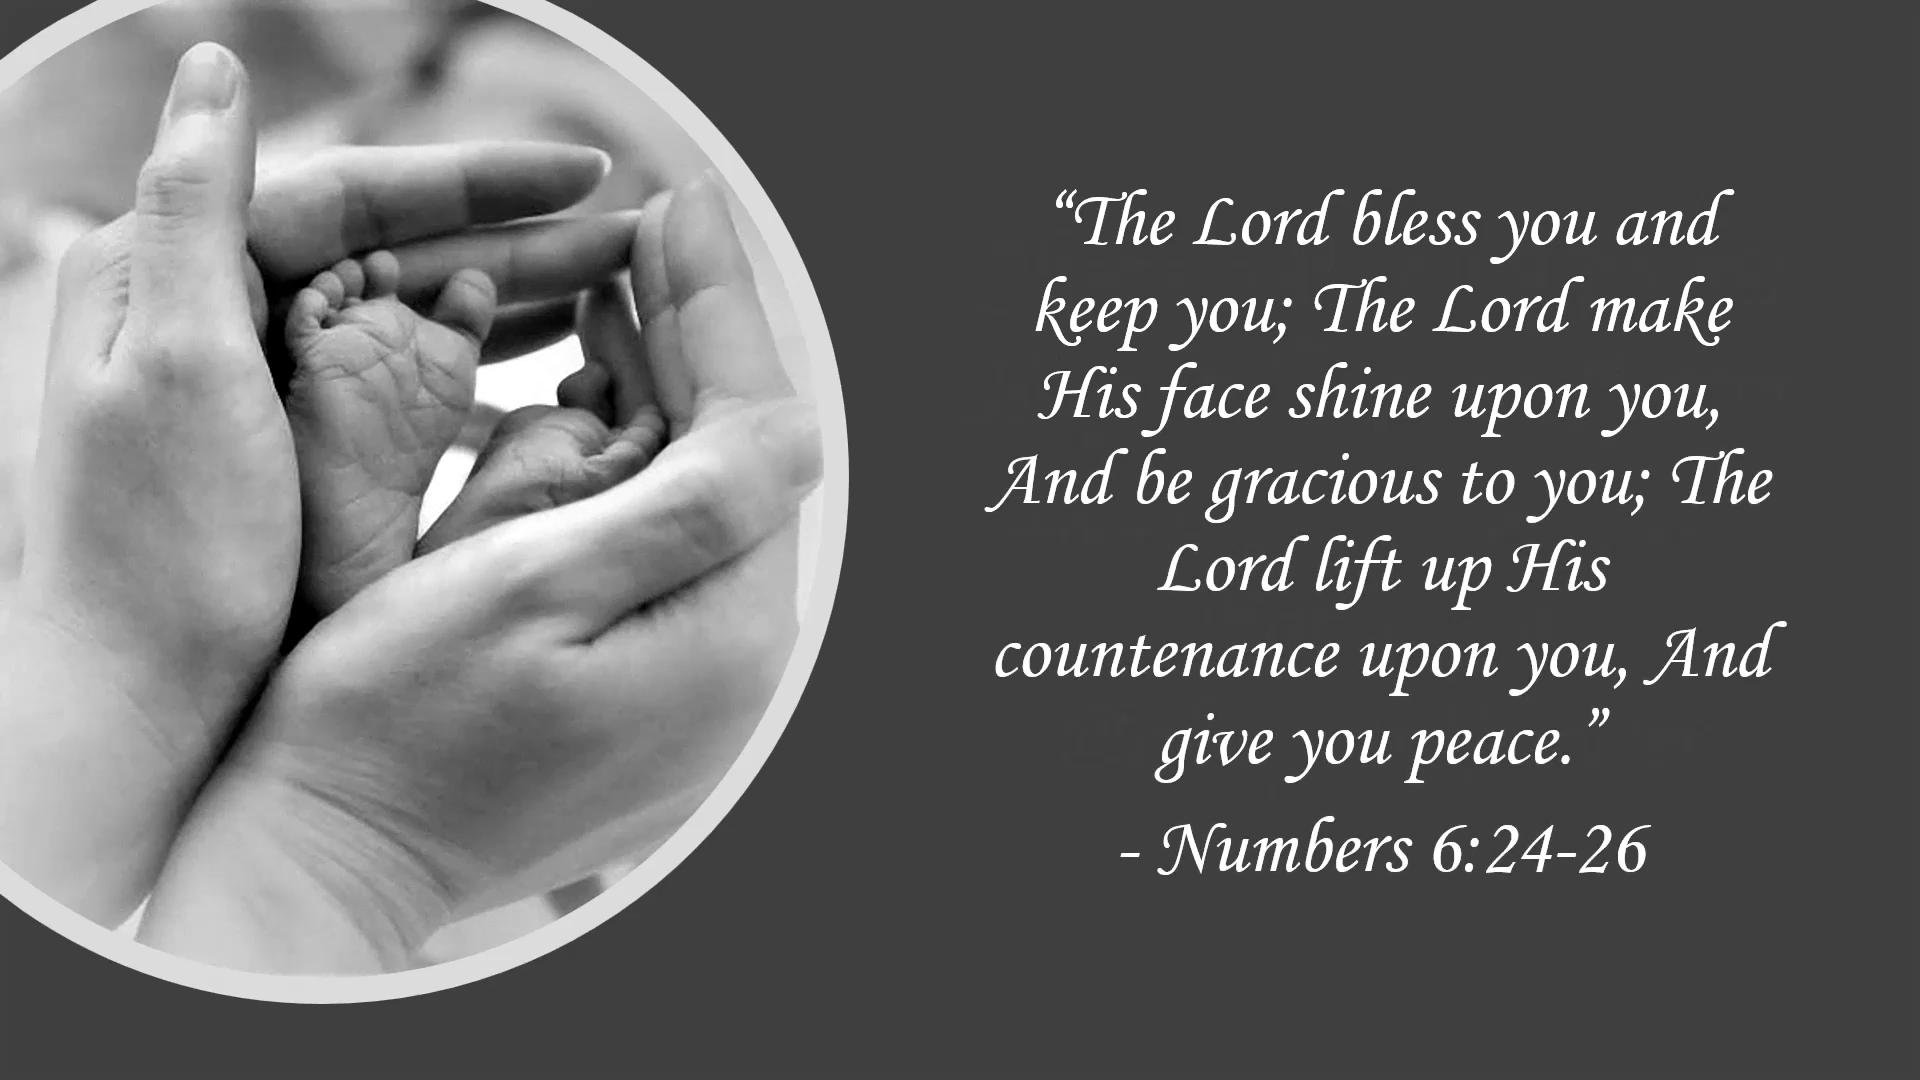 “The Lord bless you and
keep you; The Lord make
His face shine upon you,
And be gracious to you; The
Lord lift up His
countenance upon you, And
give you peace.”
- Numbers 6:24-26